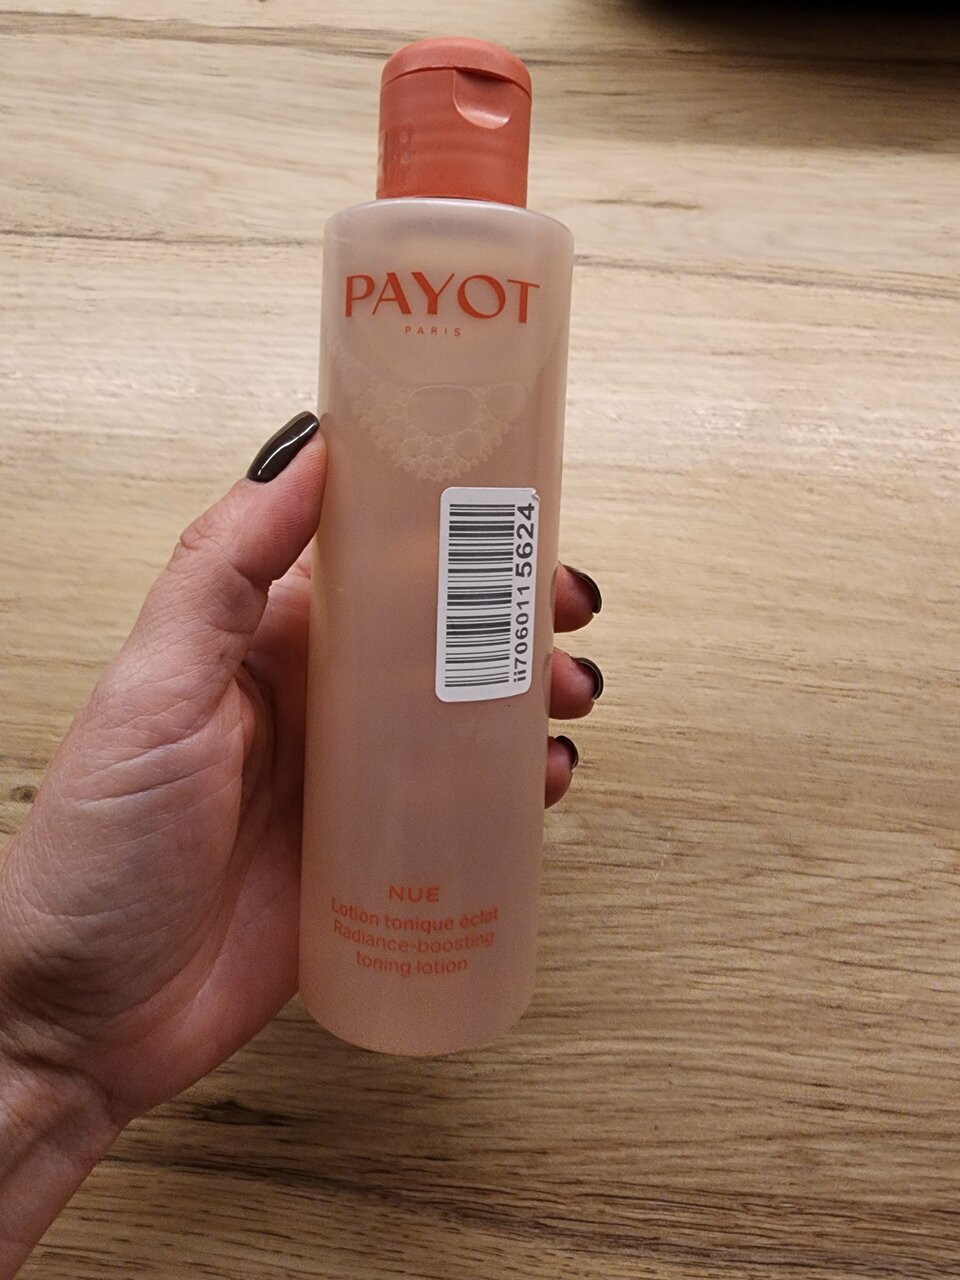 PAYOT
PARIS
ii7060115624
NUE
Lotion tonique éclat
Radiance-boosting
toning lotion